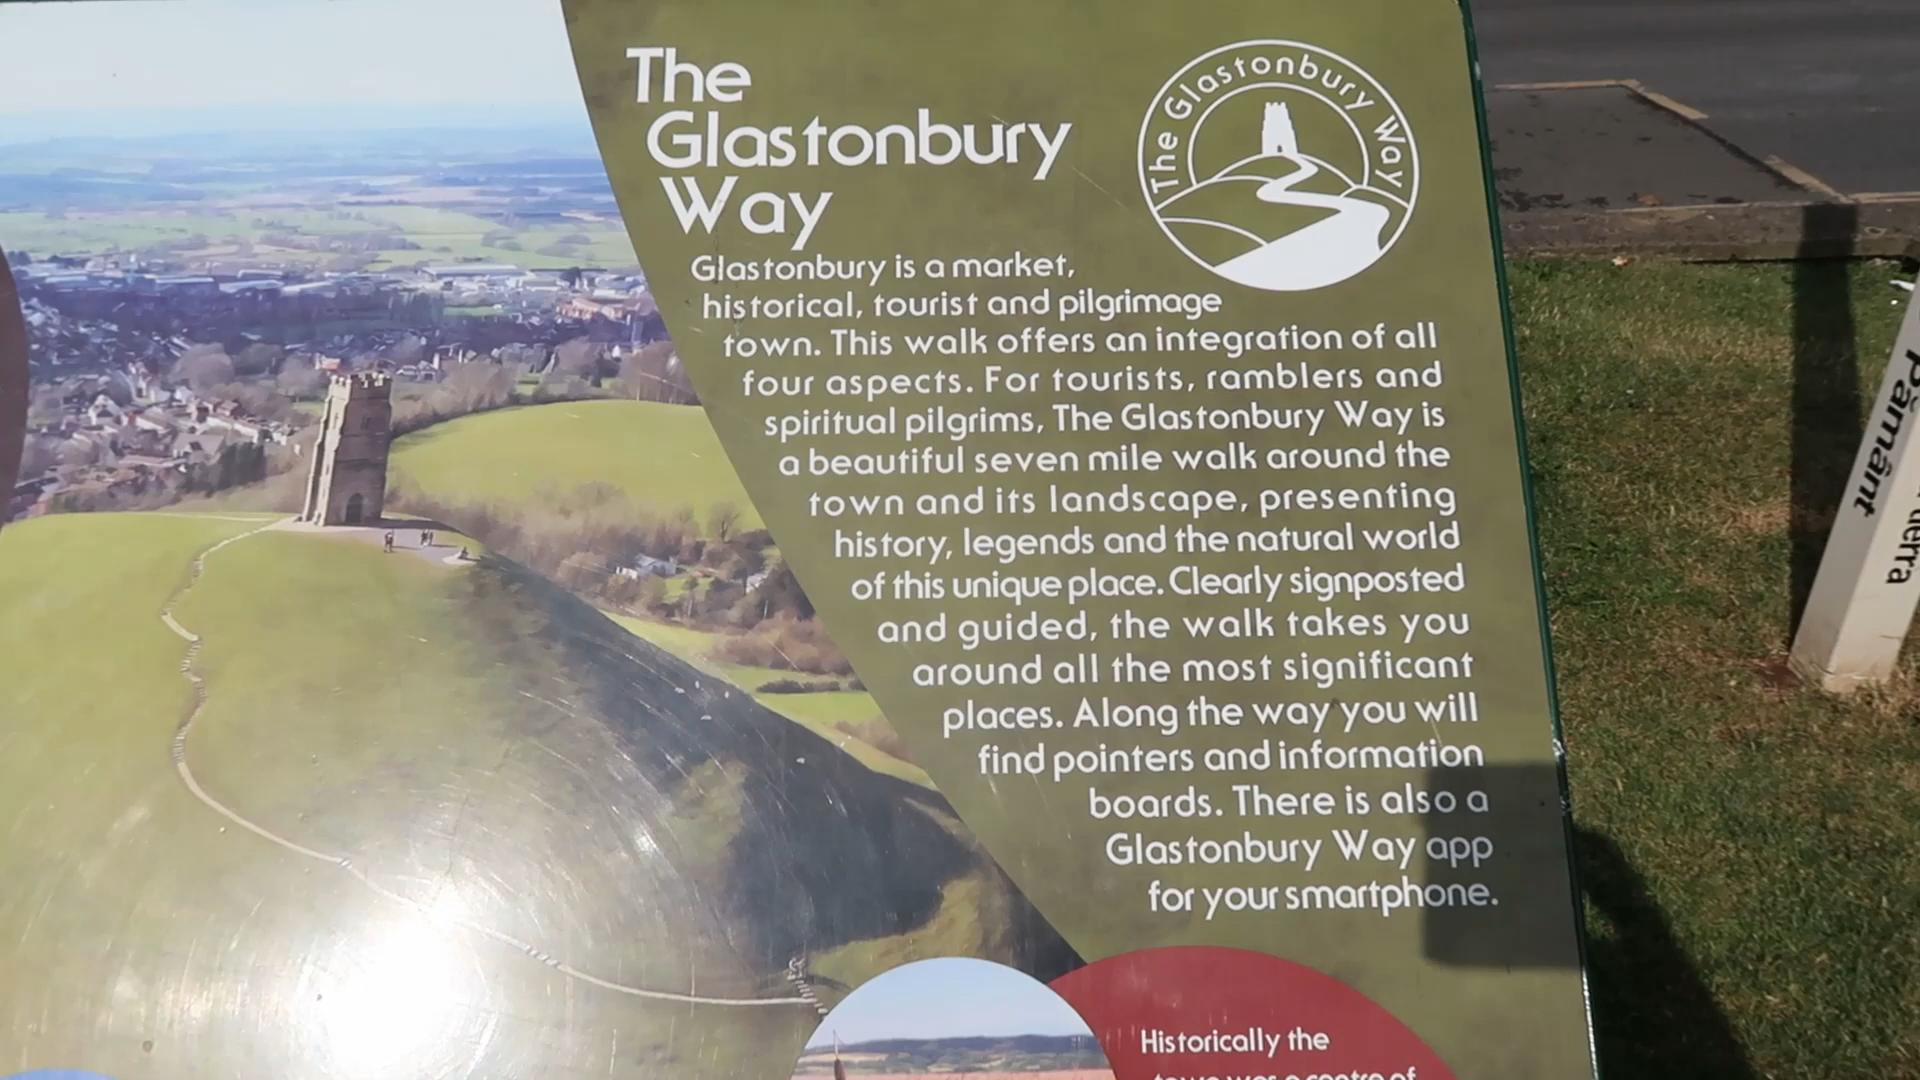 The
Glastonbury
Way
The Glastonbury Way
Glastonbury is a market,
historical, tourist and pilgrimage
town. This walk offers an integration of all
four aspects. For tourists, ramblers and
spiritual pilgrims, The Glastonbury Way is
a beautiful seven mile walk around the
town and its landscape, presenting
history, legends and the natural world
of this unique place. Clearly signposted
and guided, the walk takes you
around all the most significant
places. Along the way you will
find pointers and information
boards. There is also a
Glastonbury Way app
for your smartphone.
Historically the
town was a centre of
Pământ